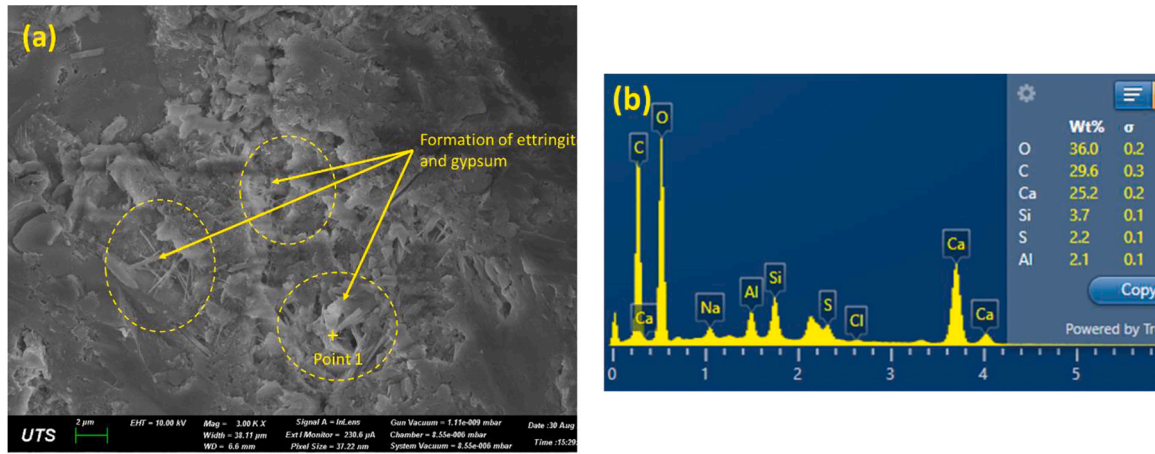 (a)
Formation of ettringit
and gypsum
Point 1
2 µm
EHT = 10.00 kV
Mag = 3.00 K X
Signal A = InLens
Gun Vacuum = 1.11e-009 mbar
Date :30 Aug
UTS
Width = 38.11 µm
Ext I Monitor = 230.6 µA
Chamber = 8.55e-006 mbar
WD = 6.6 mm
Pixel Size = 37.22 nm
System Vacuum = 8.55e-006 mbar
Time :15:29:
(b)
C
O
Ca
Na
Al
Si
S
Cl
Ca
Ca
0 1 2 3 4 5
Wt% σ
O 36.0 0.2
C 29.6 0.3
Ca 25.2 0.2
Si 3.7 0.1
S 2.2 0.1
Al 2.1 0.1
Copy
Powered by Tr